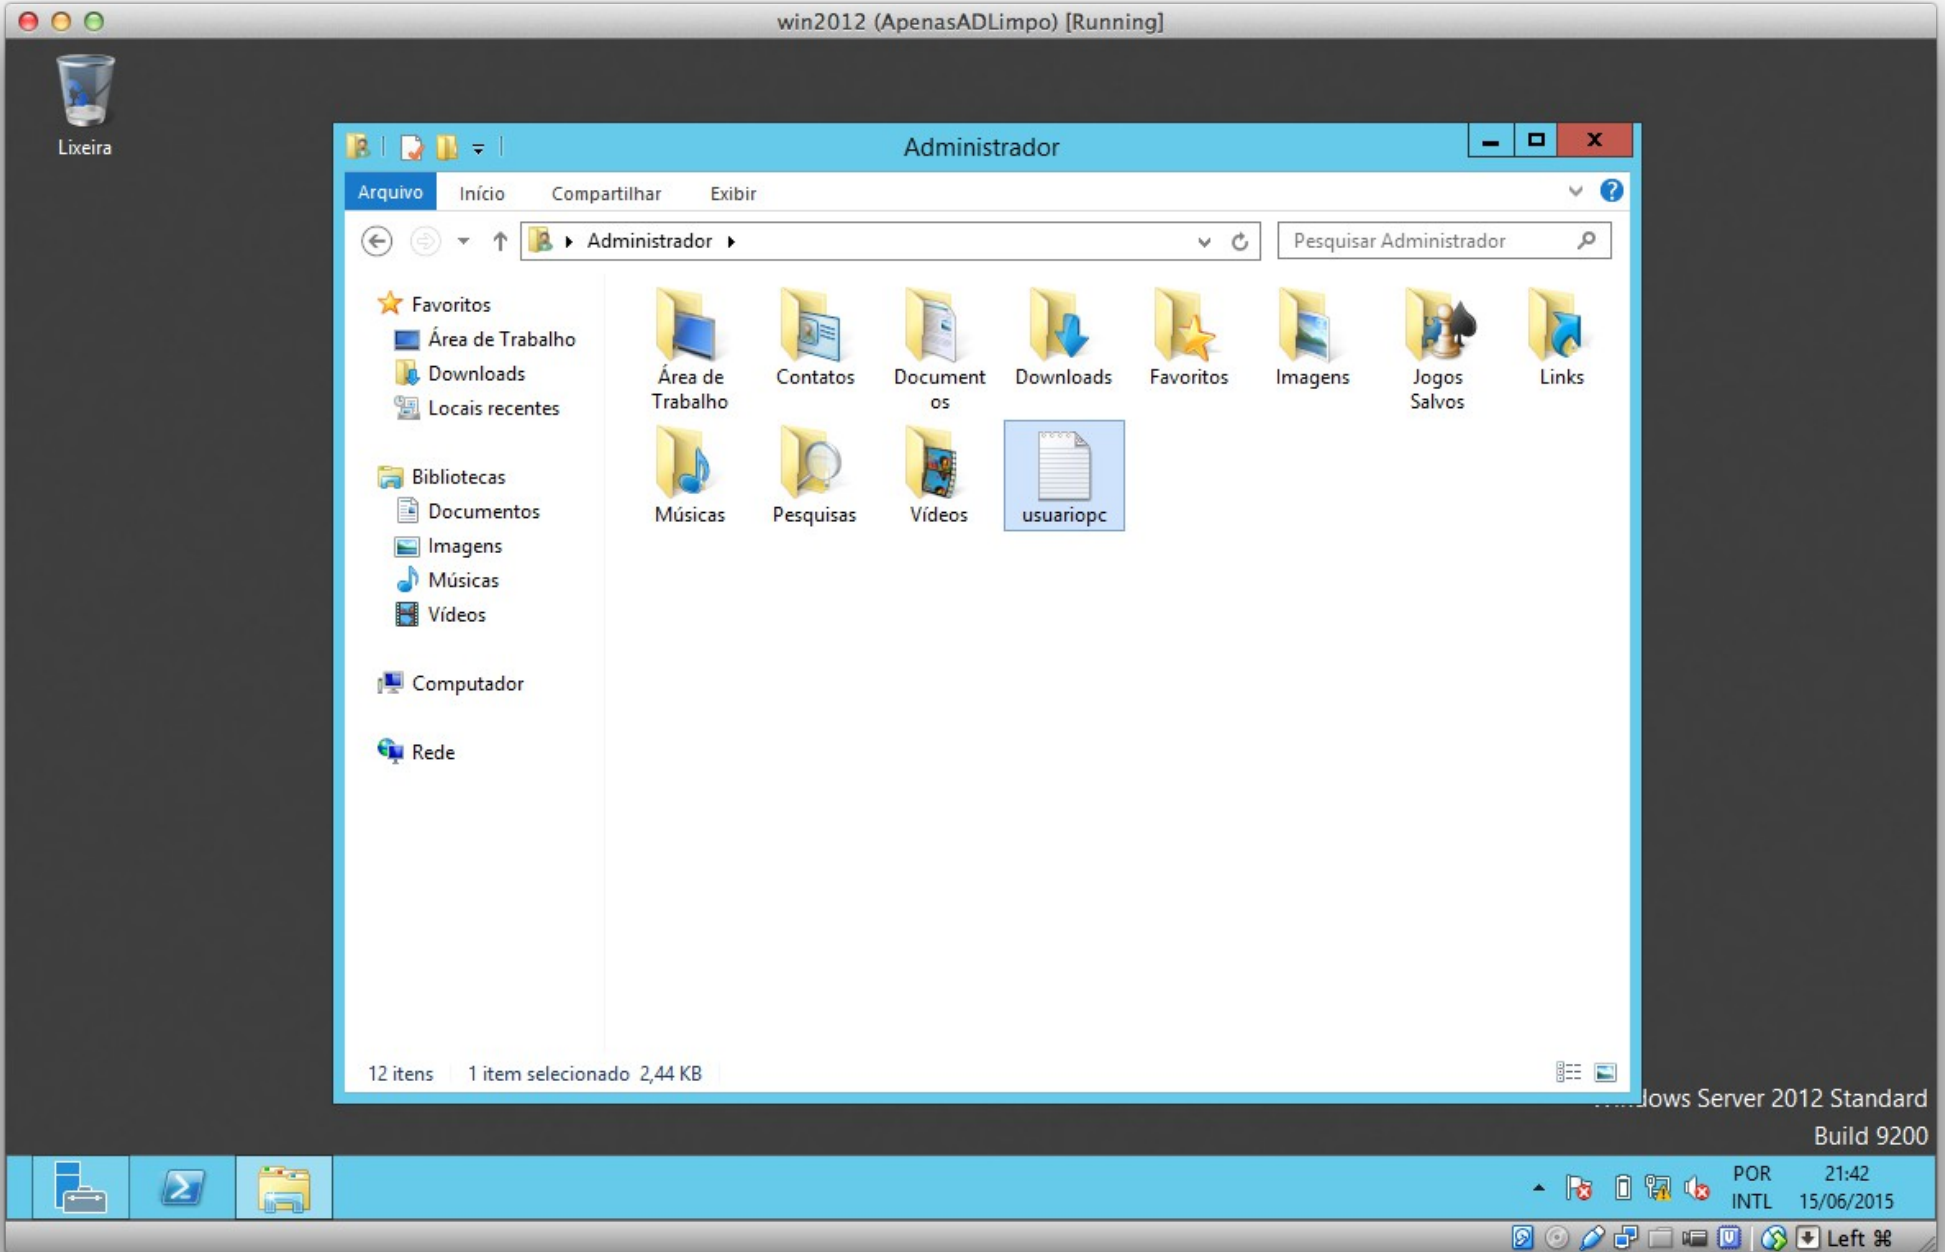 win2012 (ApenasADLimpo) [Running]
Lixeira
Administrador
Arquivo
Início
Compartilhar
Exibir
Administrador
Pesquisar Administrador
Favoritos
Área de Trabalho
Downloads
Locais recentes
Bibliotecas
Documentos
Imagens
Músicas
Vídeos
Computador
Rede
Área de
Trabalho
Contatos
Document
os
Downloads
Favoritos
Imagens
Jogos
Salvos
Links
Músicas
Pesquisas
Vídeos
usuariopc
12 itens
1 item selecionado 2,44 KB
Server 2012 Standard
Build 9200
POR
INTL
21:42
15/06/2015
Left ⌘